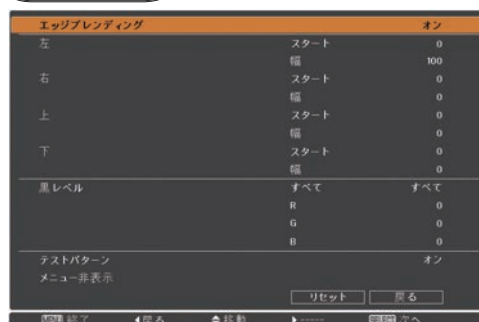 エッジブレンディング オン
左 スタート 0
幅 100
右 スタート 0
幅 0
上 スタート 0
幅 0
下 スタート 0
幅 0
黒レベル すべて すべて
R 0
G 0
B 0
テストパターン オン
メニュー非表示
リセット 戻る
MENU 終了 戻る 移動 ----- SELECT 次へ